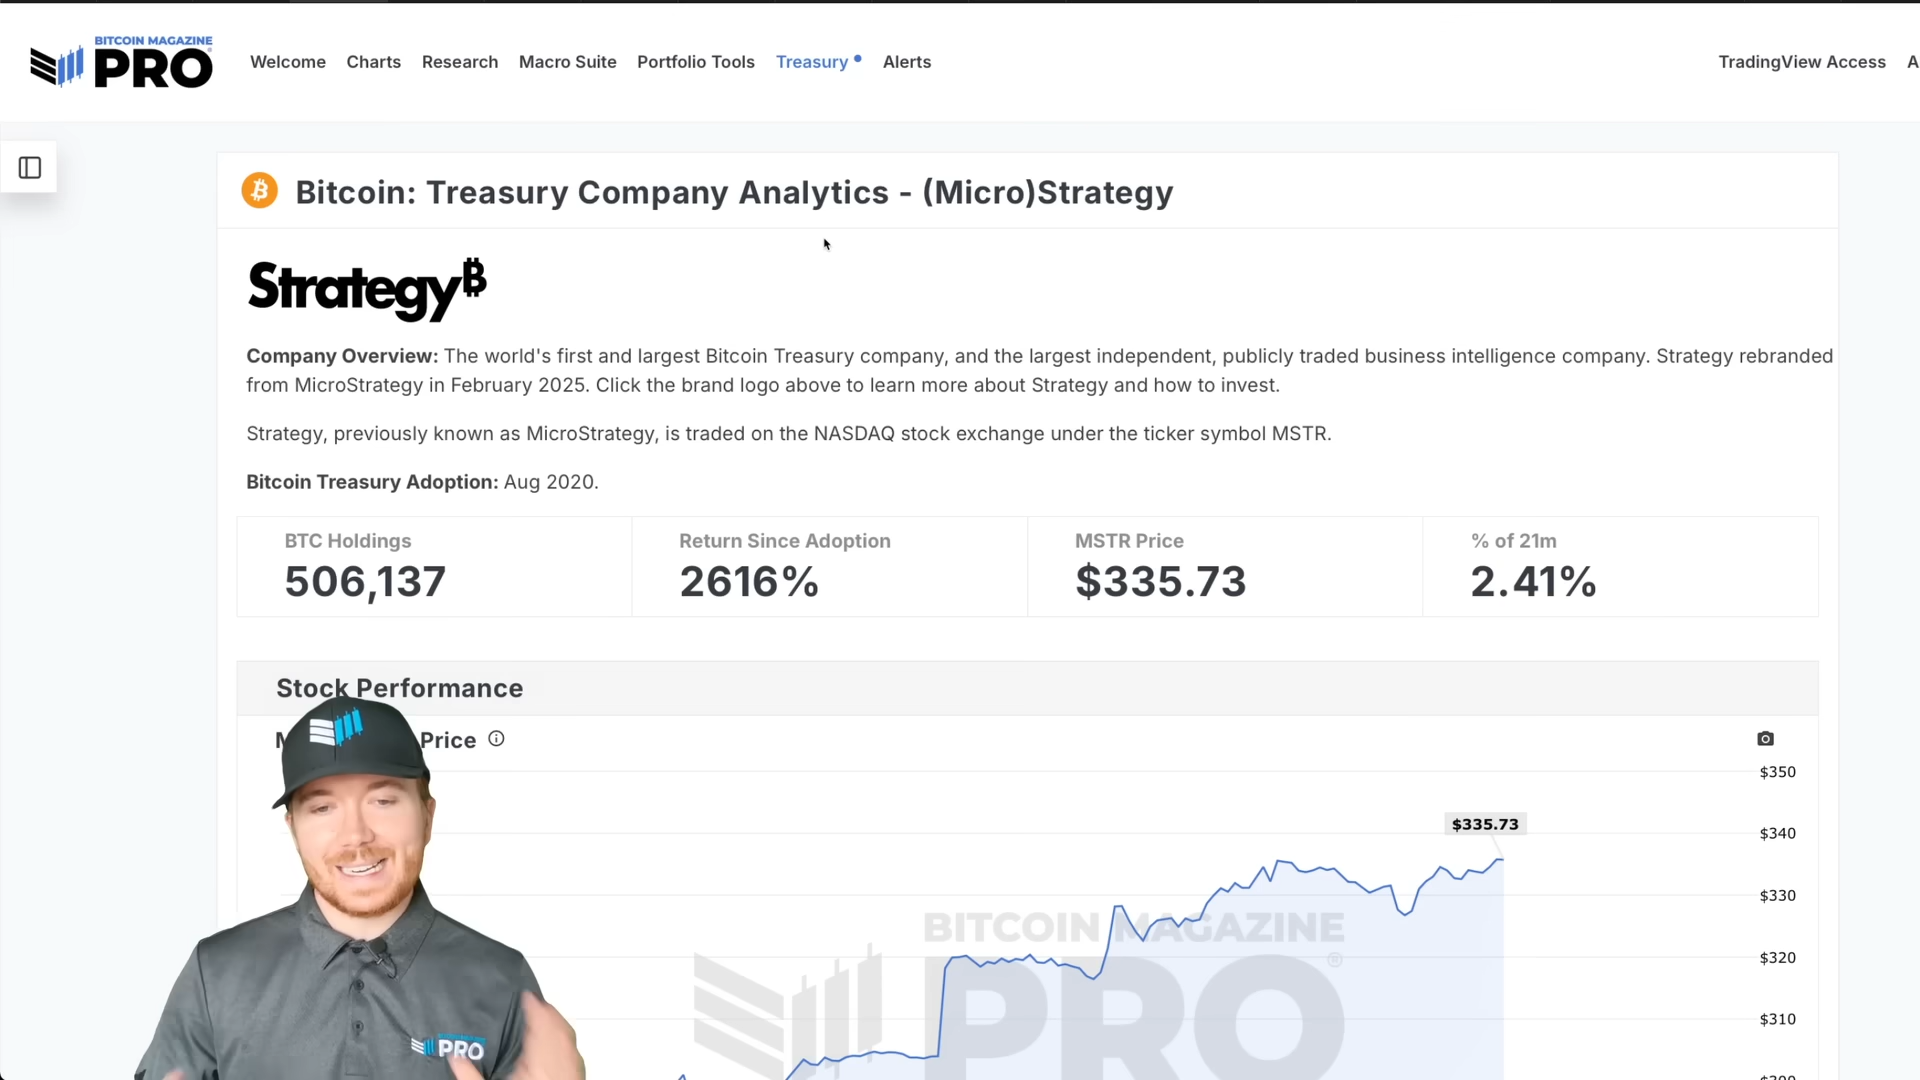 BITCOIN MAGAZINE
PRO
Welcome Charts Research Macro Suite Portfolio Tools Treasury Alerts TradingView Access A
Bitcoin: Treasury Company Analytics - (Micro)Strategy
Strategy₿
Company Overview: The world's first and largest Bitcoin Treasury company, and the largest independent, publicly traded business intelligence company. Strategy rebranded
from MicroStrategy in February 2025. Click the brand logo above to learn more about Strategy and how to invest.
Strategy, previously known as MicroStrategy, is traded on the NASDAQ stock exchange under the ticker symbol MSTR.
Bitcoin Treasury Adoption: Aug 2020.
BTC Holdings Return Since Adoption MSTR Price % of 21m
506,137 2616% $335.73 2.41%
Stock Performance
Price
$350
$335.73
$340
$330
BITCOIN MAGAZINE
PRO®
$320
$310
PRO